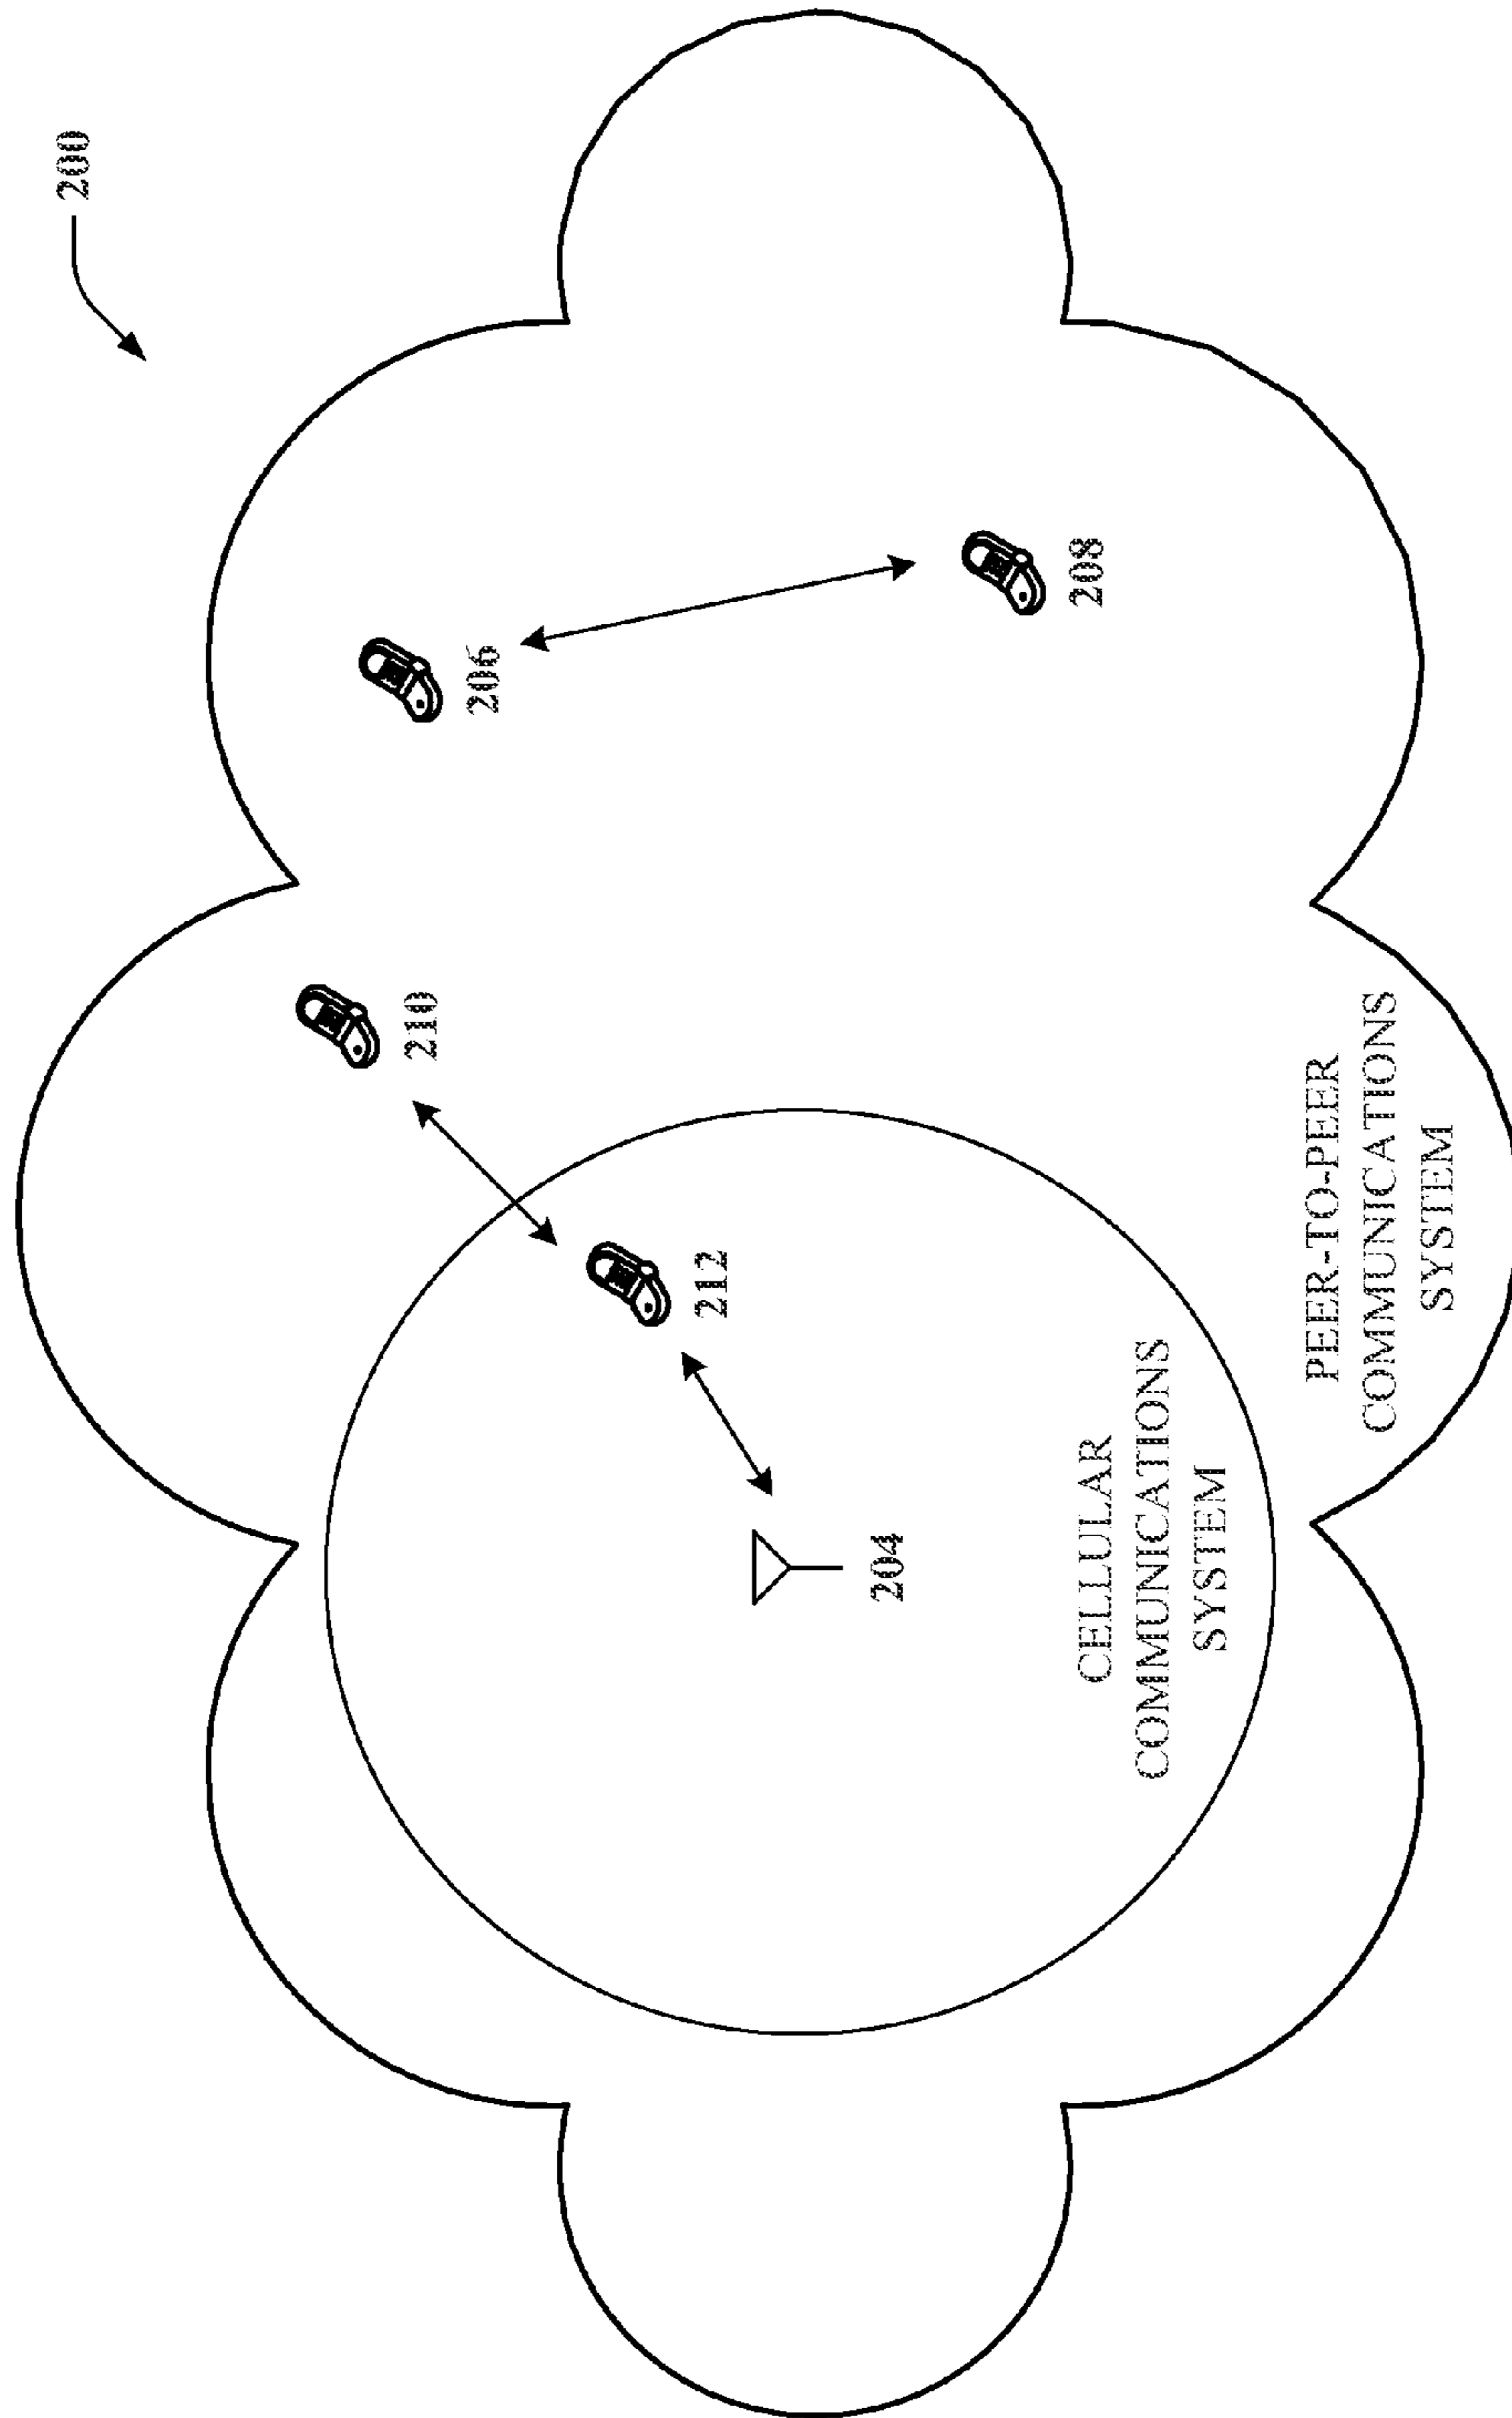 200
210
206
212
204
208
CELLULAR
COMMUNICATIONS
SYSTEM
PEER-TO-PEER
COMMUNICATIONS
SYSTEM